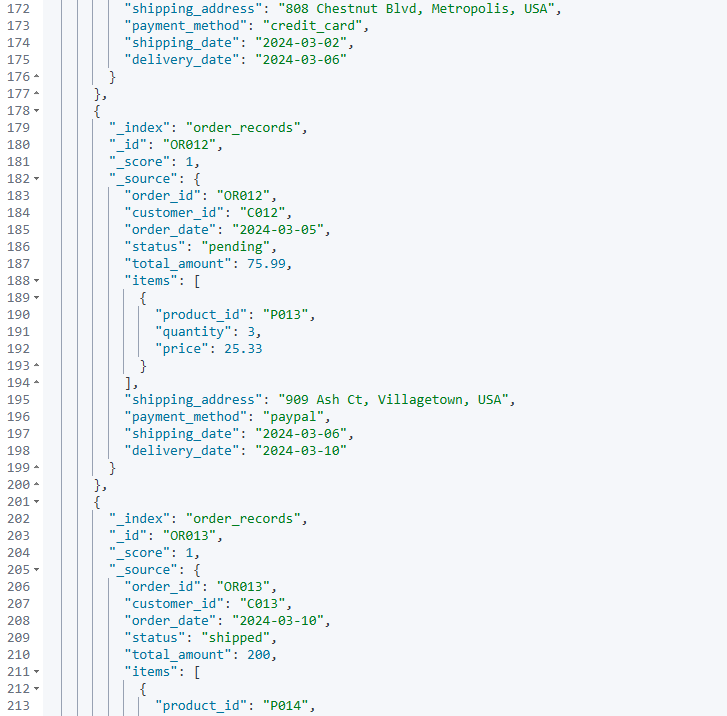 172 "shipping_address": "808 Chestnut Blvd, Metropolis, USA",
173 "payment_method": "credit_card",
174 "shipping_date": "2024-03-02",
175 "delivery_date": "2024-03-06"
176 }
177 },
178 {
179 "_index": "order_records",
180 "_id": "OR012",
181 "_score": 1,
182 "_source": {
183 "order_id": "OR012",
184 "customer_id": "C012",
185 "order_date": "2024-03-05",
186 "status": "pending",
187 "total_amount": 75.99,
188 "items": [
189 {
190 "product_id": "P013",
191 "quantity": 3,
192 "price": 25.33
193 }
194 ],
195 "shipping_address": "909 Ash Ct, Villagetown, USA",
196 "payment_method": "paypal",
197 "shipping_date": "2024-03-06",
198 "delivery_date": "2024-03-10"
199 }
200 },
201 {
202 "_index": "order_records",
203 "_id": "OR013",
204 "_score": 1,
205 "_source": {
206 "order_id": "OR013",
207 "customer_id": "C013",
208 "order_date": "2024-03-10",
209 "status": "shipped",
210 "total_amount": 200,
211 "items": [
212 {
213 "product_id": "P014",